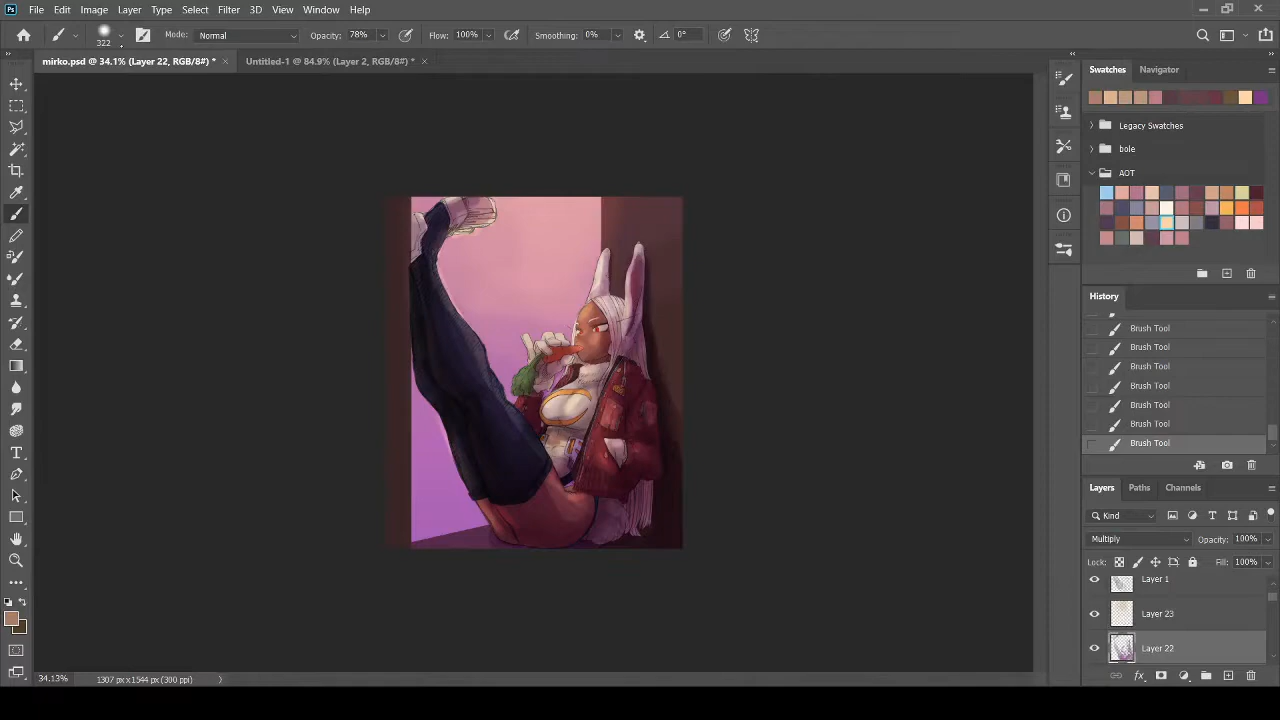 Ps File Edit Image Layer Type Select Filter 3D View Window Help
322 Mode: Normal Opacity: 78% Flow: 100% Smoothing: 0% 0°
mirko.psd @ 34.1% (Layer 22, RGB/8#) * Untitled-1 @ 84.9% (Layer 2, RGB/8#) *
Swatches Navigator
Legacy Swatches
bole
AOT
History
Brush Tool
Brush Tool
Brush Tool
Brush Tool
Brush Tool
Brush Tool
Brush Tool
Layers Paths Channels
Kind
Multiply Opacity: 100%
Lock: Fill: 100%
Layer 1
Layer 23
Layer 22
34.13% 1307 px x 1544 px (300 ppi)